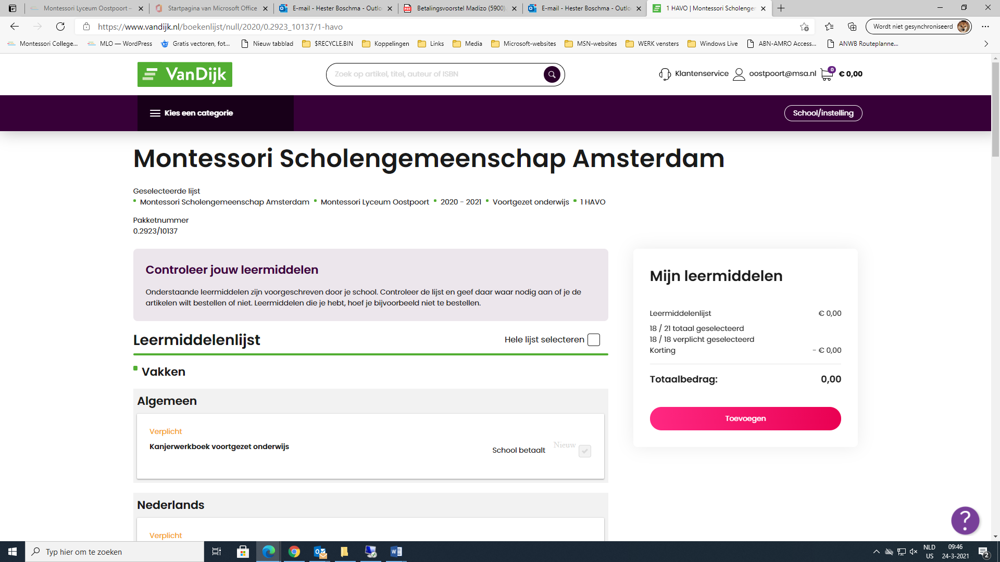 Montessori Lyceum Oostpoort –
Startpagina van Microsoft Office
E-mail - Hester Boschma - Outlo
Betalingsvoorstel Madizo (5900)
E-mail - Hester Boschma - Outlo
1 HAVO | Montessori Scholenger
https://www.vandijk.nl/boekenlijst/null/2020/0.2923_10137/1-havo
Wordt niet gesynchroniseerd
Montessori College...
MLO — WordPress
Gratis vectoren, fot...
Nieuw tabblad
$RECYCLE.BIN
Koppelingen
Links
Media
Microsoft-websites
MSN-websites
WERK vensters
Windows Live
ABN-AMRO Access...
ANWB Routeplanne...
VanDijk
Zoek op artikel, titel, auteur of ISBN
Klantenservice
oostpoort@msa.nl
0
€ 0,00
Kies een categorie
School/instelling
Montessori Scholengemeenschap Amsterdam
Geselecteerde lijst
Montessori Scholengemeenschap Amsterdam Montessori Lyceum Oostpoort 2020 - 2021 Voortgezet onderwijs 1 HAVO
Pakketnummer
0.2923/10137
Controleer jouw leermiddelen
Onderstaande leermiddelen zijn voorgeschreven door je school. Controleer de lijst en geef daar waar nodig aan of je de
artikelen wilt bestellen of niet. Leermiddelen die je hebt, hoef je bijvoorbeeld niet te bestellen.
Leermiddelenlijst
Hele lijst selecteren
Vakken
Algemeen
Verplicht
Kanjerwerkboek voortgezet onderwijs
School betaalt
Nieuw
Nederlands
Verplicht
Mijn leermiddelen
Leermiddelenlijst € 0,00
18 / 21 totaal geselecteerd
18 / 18 verplicht geselecteerd
Korting - € 0,00
Totaalbedrag: 0,00
Toevoegen
?
Typ hier om te zoeken
NLD
US
09:46
24-3-2021
2